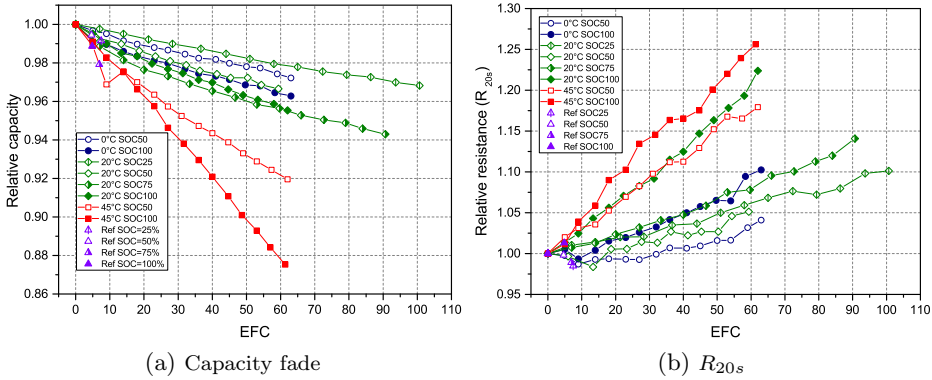 1.00
0.98
0.96
0.94
0.92
0.90
0.88
0.86
Relative capacity
0°C SOC50
0°C SOC100
20°C SOC25
20°C SOC50
20°C SOC75
20°C SOC100
45°C SOC50
45°C SOC100
Ref SOC=25%
Ref SOC=50%
Ref SOC=75%
Ref SOC=100%
0 10 20 30 40 50 60 70 80 90 100 110
EFC
(a) Capacity fade
1.30
1.25
1.20
1.15
1.10
1.05
1.00
0.95
Relative resistance (R20s)
0°C SOC50
0°C SOC100
20°C SOC25
20°C SOC50
20°C SOC75
20°C SOC100
45°C SOC50
45°C SOC100
Ref SOC25
Ref SOC50
Ref SOC75
Ref SOC100
0 10 20 30 40 50 60 70 80 90 100 110
EFC
(b) R20s